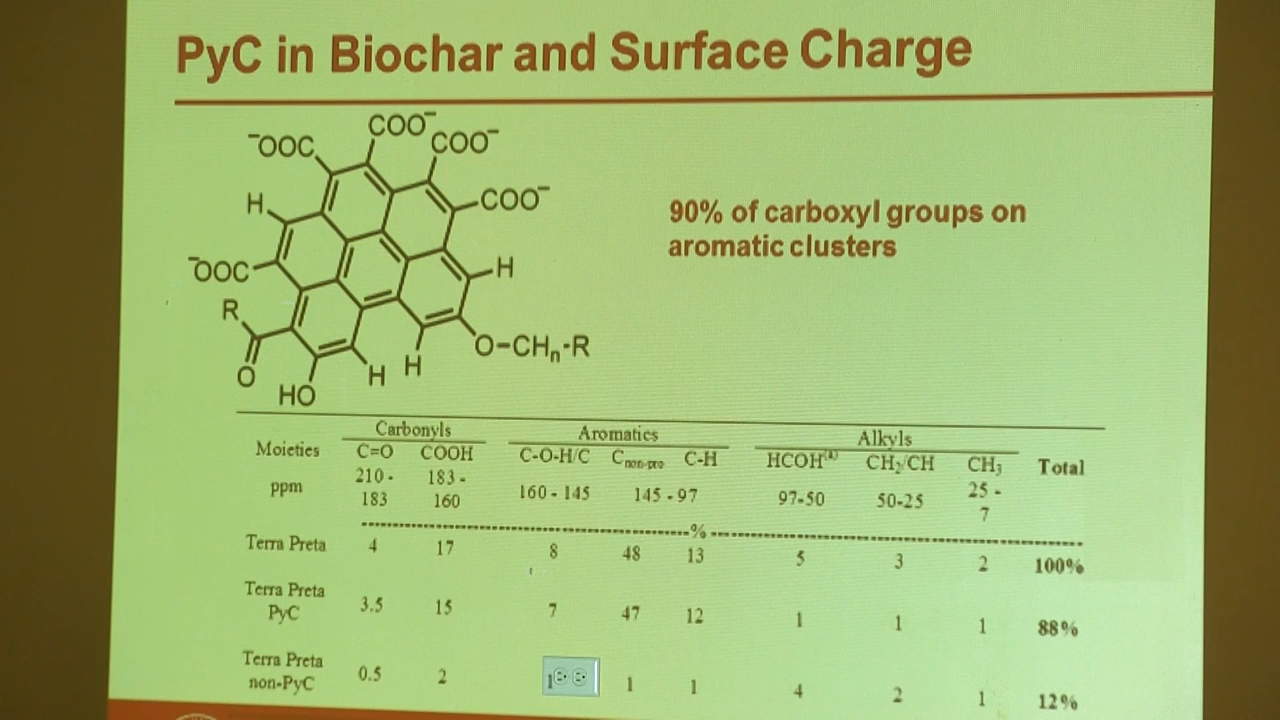 PyC in Biochar and Surface Charge
COO⁻
⁻OOC
COO⁻
COO⁻
H
⁻OOC
H
R
O
HO
H
H
O-CHₙ-R
90% of carboxyl groups on
aromatic clusters
Carbonyls Aromatics Alkyls
Moieties C=O COOH C-O-H/C Cnon-pro C-H HCOH CH₂/CH CH₃ Total
ppm 210 - 183 183 - 160 160 - 145 145 - 97 97-50 50-25 25 - 7
%
Terra Preta 4 17 8 48 13 5 3 2 100%
Terra Preta
PyC 3.5 15 7 47 12 1 1 1 88%
Terra Preta
non-PyC 0.5 2 1 1 1 4 2 1 12%